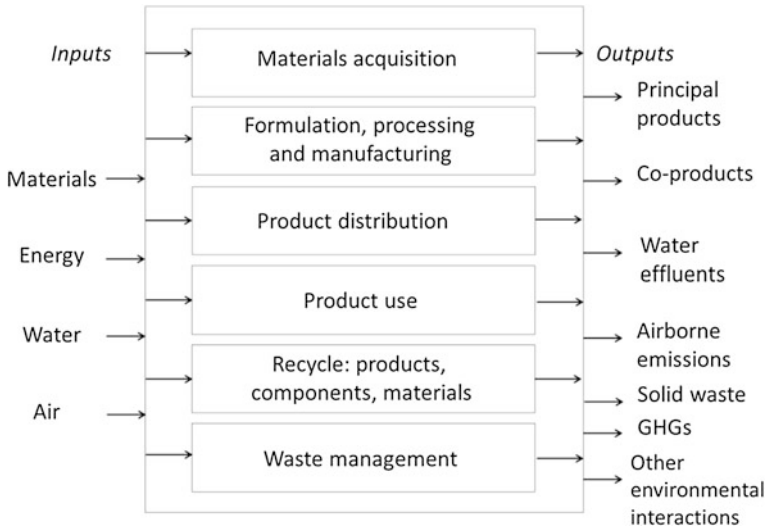 Inputs
Materials
Energy
Water
Air
Materials acquisition
Formulation, processing
and manufacturing
Product distribution
Product use
Recycle: products,
components, materials
Waste management
Outputs
Principal
products
Co-products
Water
effluents
Airborne
emissions
Solid waste
GHGs
Other
environmental
interactions